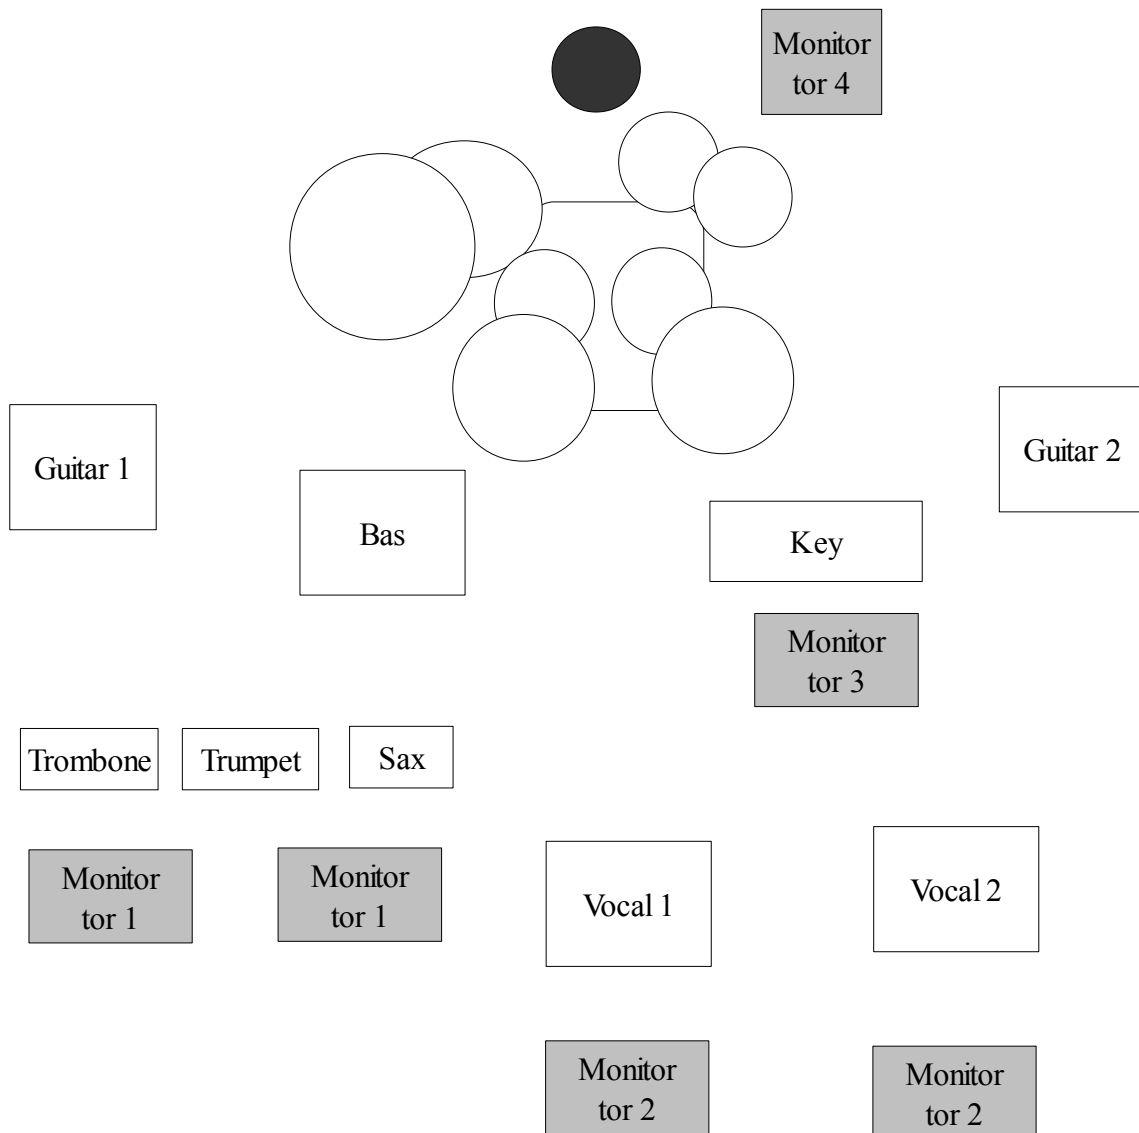 Monitor
tor 4
Guitar 1
Guitar 2
Bas
Key
Monitor
tor 3
Trombone
Trumpet
Sax
Monitor
tor 1
Monitor
tor 1
Vocal 1
Vocal 2
Monitor
tor 2
Monitor
tor 2